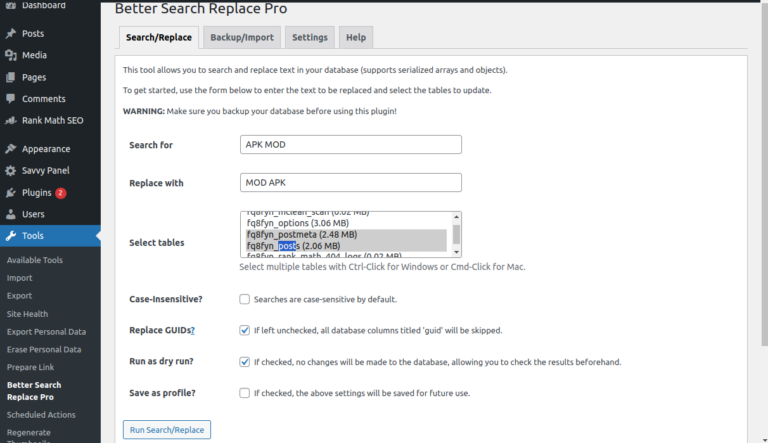 Dashboard
Posts
Media
Pages
Comments
Rank Math SEO
Appearance
Savvy Panel
Plugins 2
Users
Tools
Available Tools
Import
Export
Site Health
Export Personal Data
Erase Personal Data
Prepare Link
Better Search
Replace Pro
Scheduled Actions
Regenerate
Thumbnails
Better Search Replace Pro
Search/Replace Backup/Import Settings Help
This tool allows you to search and replace text in your database (supports serialized arrays and objects).
To get started, use the form below to enter the text to be replaced and select the tables to update.
WARNING: Make sure you backup your database before using this plugin!
Search for APK MOD
Replace with MOD APK
Select tables
fq8fyn_mclean_scan (0.02 MB)
fq8fyn_options (3.06 MB)
fq8fyn_postmeta (2.48 MB)
fq8fyn_posts (2.06 MB)
fq8fyn_rank_math_404_logs (0.02 MB)
Select multiple tables with Ctrl-Click for Windows or Cmd-Click for Mac.
Case-Insensitive? Searches are case-sensitive by default.
Replace GUIDs? If left unchecked, all database columns titled 'guid' will be skipped.
Run as dry run? If checked, no changes will be made to the database, allowing you to check the results beforehand.
Save as profile? If checked, the above settings will be saved for future use.
Run Search/Replace